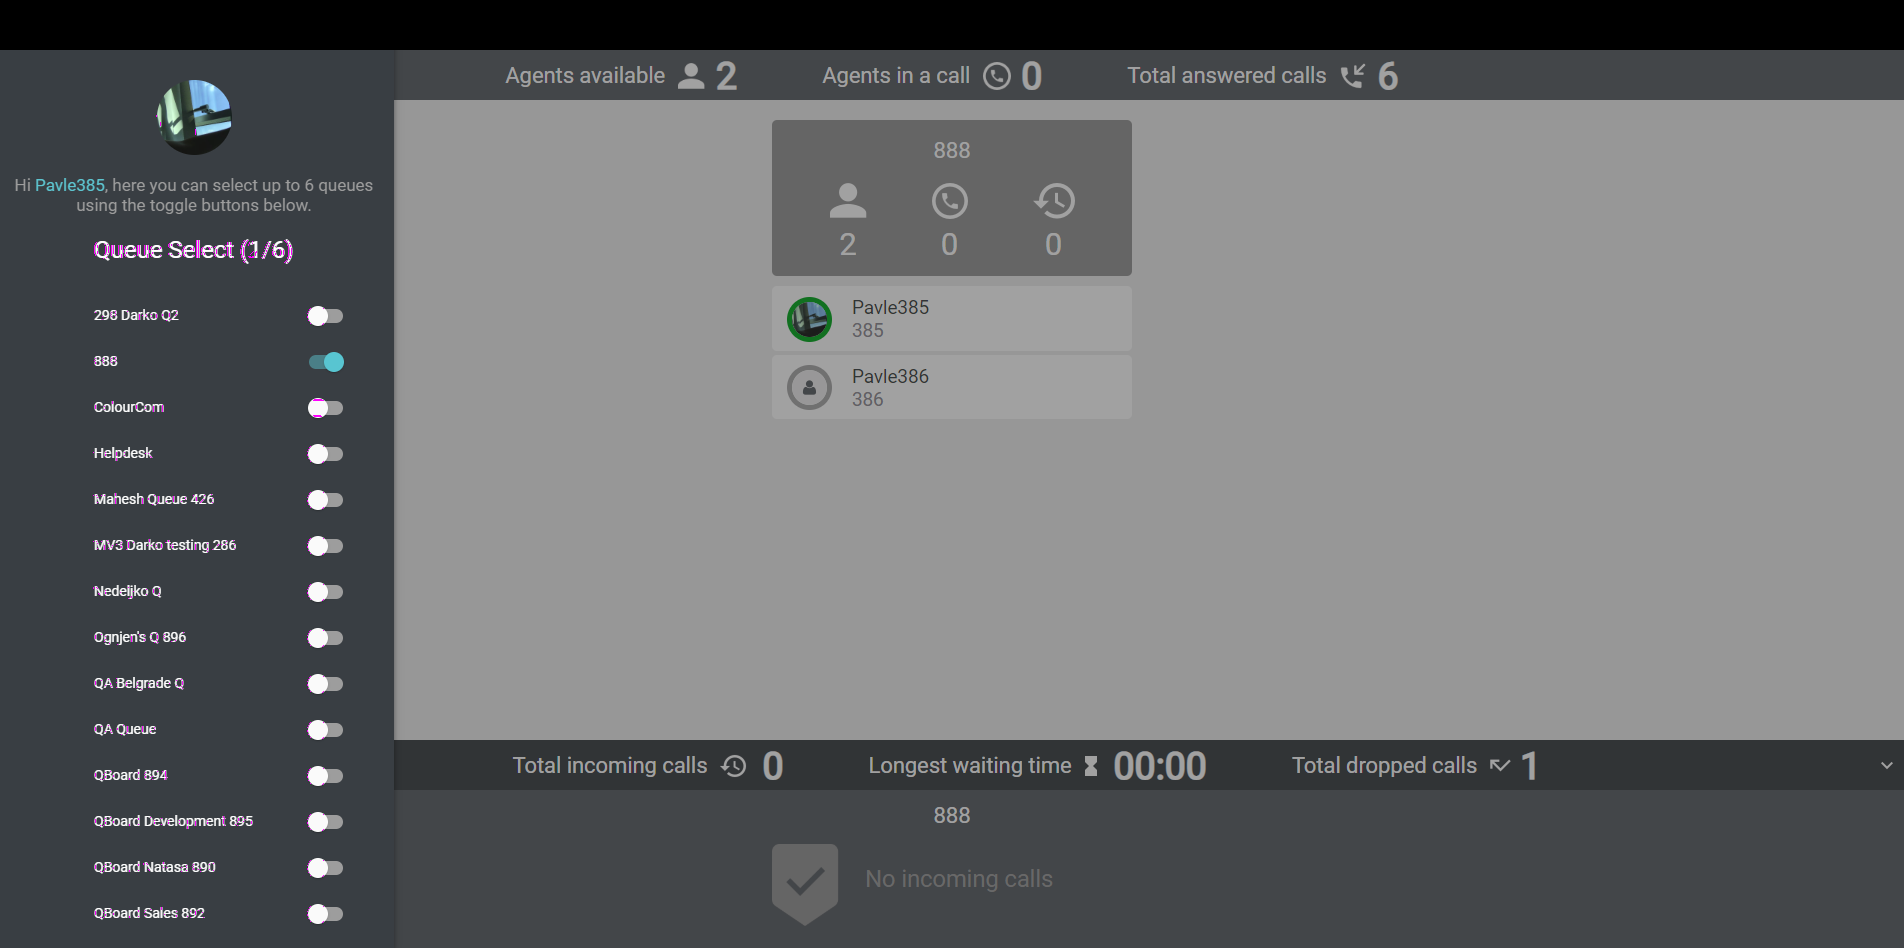 Agents available 2 Agents in a call 0 Total answered calls 6
Hi Pavle385, here you can select up to 6 queues
using the toggle buttons below.
Queue Select (1/6)
298 Darko Q2
888
ColourCom
Helpdesk
Mahesh Queue 426
MV3 Darko testing 286
Nedeljko Q
Ognjen's Q 896
QA Belgrade Q
QA Queue
QBoard 894
QBoard Development 895
QBoard Natasa 890
QBoard Sales 892
888
2 0 0
Pavle385
385
Pavle386
386
Total incoming calls 0 Longest waiting time 00:00 Total dropped calls 1
888
No incoming calls